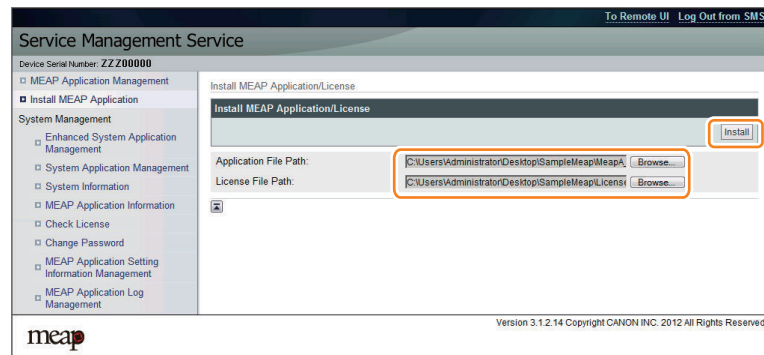 To Remote UI Log Out from SMS
Service Management Service
Device Serial Number: ZZZ00000
MEAP Application Management
Install MEAP Application
System Management
Enhanced System Application
Management
System Application Management
System Information
MEAP Application Information
Check License
Change Password
MEAP Application Setting
Information Management
MEAP Application Log
Management
Install MEAP Application/License
Install MEAP Application/License
Install
Application File Path: C:\Users\Administrator\Desktop\SampleMeap\MeapA_ Browse...
License File Path: C:\Users\Administrator\Desktop\SampleMeap\License Browse...
Version 3.1.2.14 Copyright CANON INC. 2012 All Rights Reserved
meap